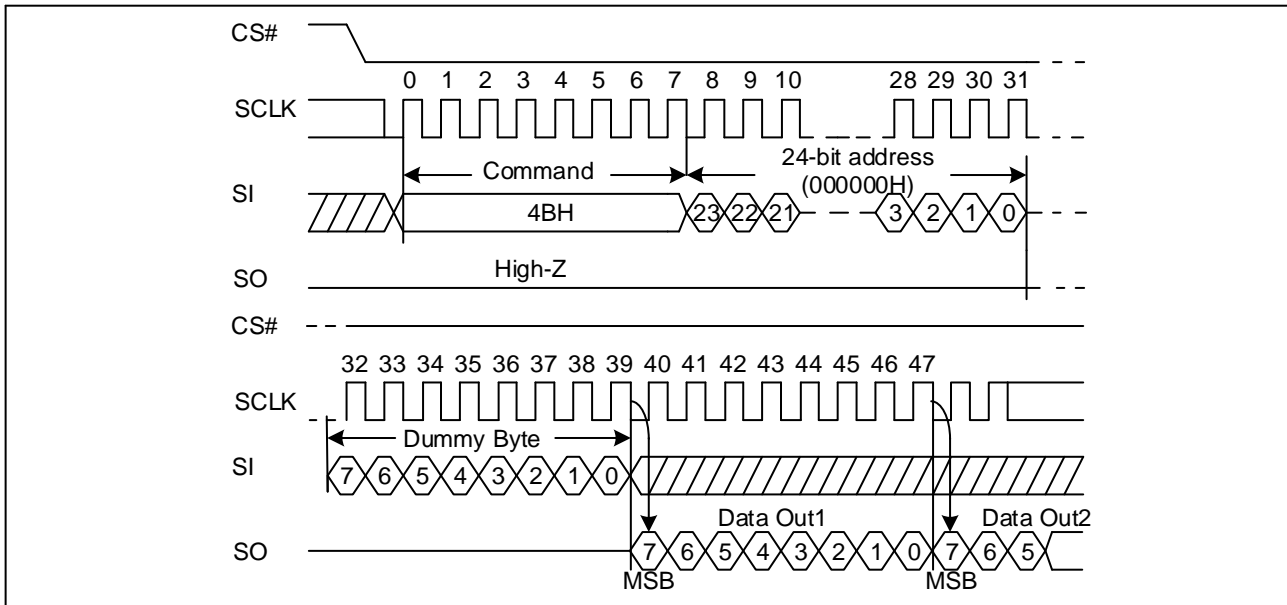 CS#
0 1 2 3 4 5 6 7 8 9 10 28 29 30 31
SCLK
Command
24-bit address
(000000H)
SI
4BH
23 22 21 3 2 1 0
SO
High-Z
CS#
32 33 34 35 36 37 38 39 40 41 42 43 44 45 46 47
SCLK
Dummy Byte
SI
7 6 5 4 3 2 1 0
Data Out1
Data Out2
SO
7 6 5 4 3 2 1 0 7 6 5
MSB
MSB